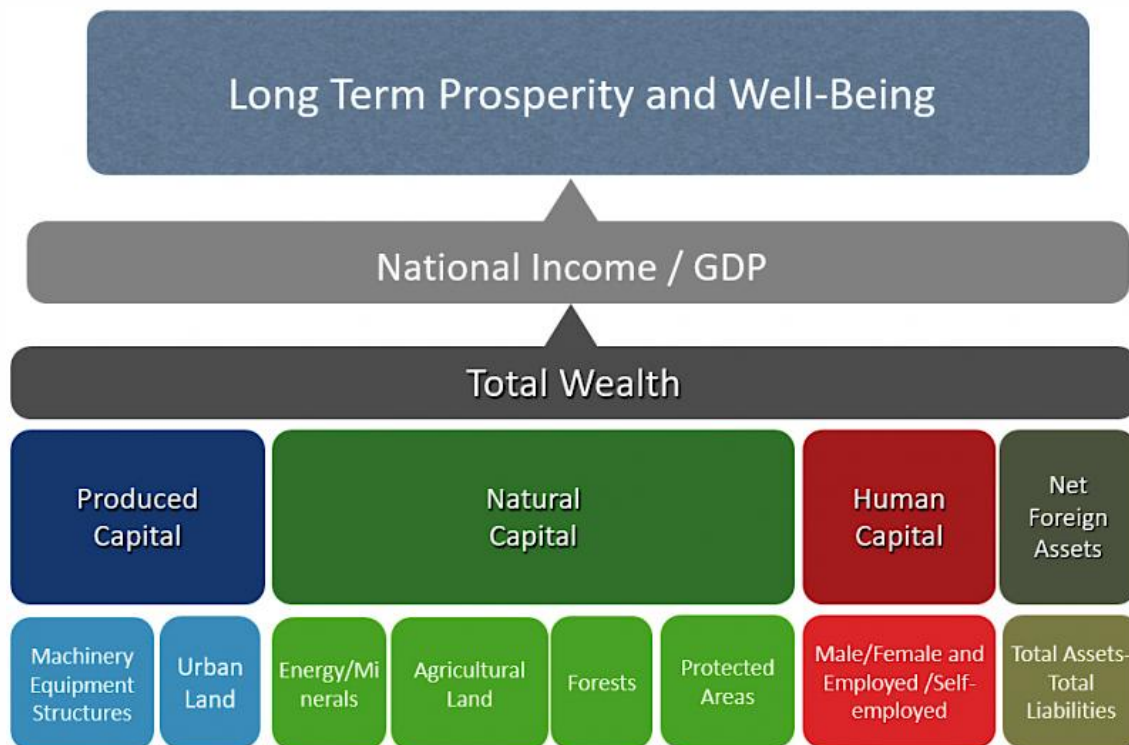 Long Term Prosperity and Well-Being
National Income / GDP
Total Wealth
Produced
Capital
Natural
Capital
Human
Capital
Net
Foreign
Assets
Machinery
Equipment
Structures
Urban
Land
Energy/Mi
nerals
Agricultural
Land
Forests
Protected
Areas
Male/Female and
Employed /Self-
employed
Total Assets-
Total
Liabilities